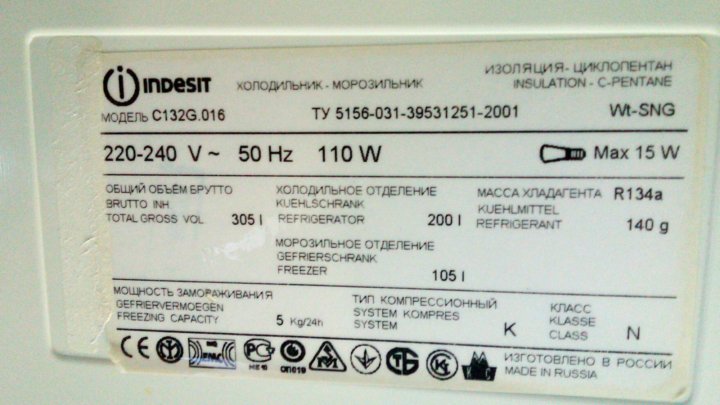 indesit
ХОЛОДИЛЬНИК - МОРОЗИЛЬНИК
ИЗОЛЯЦИЯ- ЦИКЛОПЕНТАН
INSULATION - C-PENTANE
МОДЕЛЬ C132G.016
ТУ 5156-031-39531251-2001
Wt-SNG
220-240 V ~ 50 Hz 110 W
Max 15 W
ОБЩИЙ ОБЪЁМ БРУТТО
BRUTTO INH
TOTAL GROSS VOL 305 l
ХОЛОДИЛЬНОЕ ОТДЕЛЕНИЕ
KUEHLSCHRANK
REFRIGERATOR 200 l
МАССА ХЛАДАГЕНТА R134a
KUEHLMITTEL
REFRIGERANT 140 g
МОРОЗИЛЬНОЕ ОТДЕЛЕНИЕ
GEFRIERSCHRANK
FREEZER 105 l
МОЩНОСТЬ ЗАМОРАЖИВАНИЯ
GEFRIERVERMOEGEN
FREEZING CAPACITY 5 Kg/24h
ТИП КОМПРЕССИОННЫЙ
SYSTEM KOMPRES
SYSTEM K
КЛАСС
KLASSE
CLASS N
CE
ME10
ОП019
ИЗГОТОВЛЕНО В РОССИИ
MADE IN RUSSIA